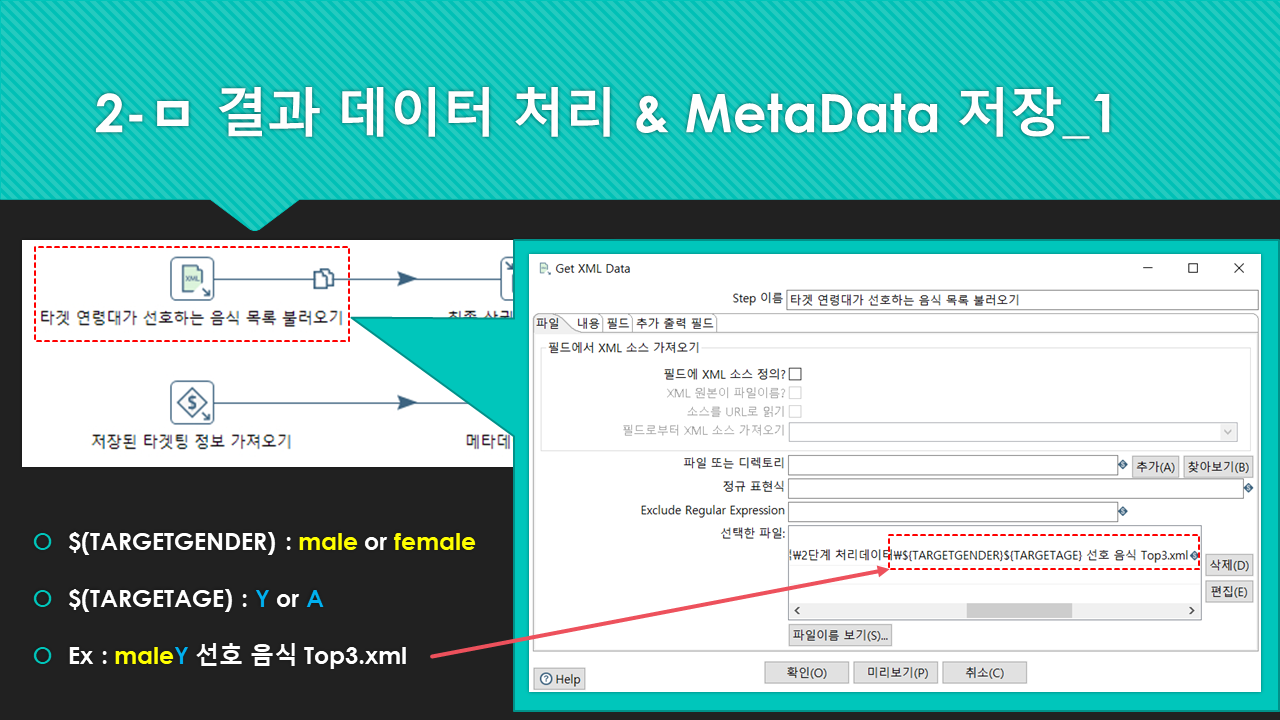 2-ㅁ 결과 데이터 처리 & MetaData 저장_1
XML
타겟 연령대가 선호하는 음식 목록 불러오기
저장된 타겟팅 정보 가져오기
메타데
$(TARGETGENDER) : male or female
$(TARGETAGE) : Y or A
Ex : maleY 선호 음식 Top3.xml
Get XML Data
Step 이름 타겟 연령대가 선호하는 음식 목록 불러오기
파일 내용 필드 추가 출력 필드
필드에서 XML 소스 가져오기
필드에 XML 소스 정의?
XML 원본이 파일이름?
소스를 URL로 읽기
필드로부터 XML 소스 가져오기
파일 또는 디렉토리 추가(A) 찾아보기(B)
정규 표현식
Exclude Regular Expression
선택한 파일:
₩2단계 처리데이터₩${TARGETGENDER}${TARGETAGE} 선호 음식 Top3.xml
삭제(D)
편집(E)
파일이름 보기(S)...
Help
확인(O) 미리보기(P) 취소(C)